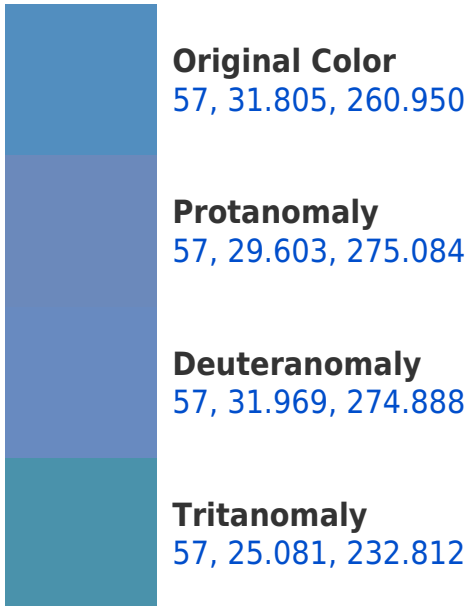 Original Color
57, 31.805, 260.950
Protanomaly
57, 29.603, 275.084
Deuteranomaly
57, 31.969, 274.888
Tritanomaly
57, 25.081, 232.812